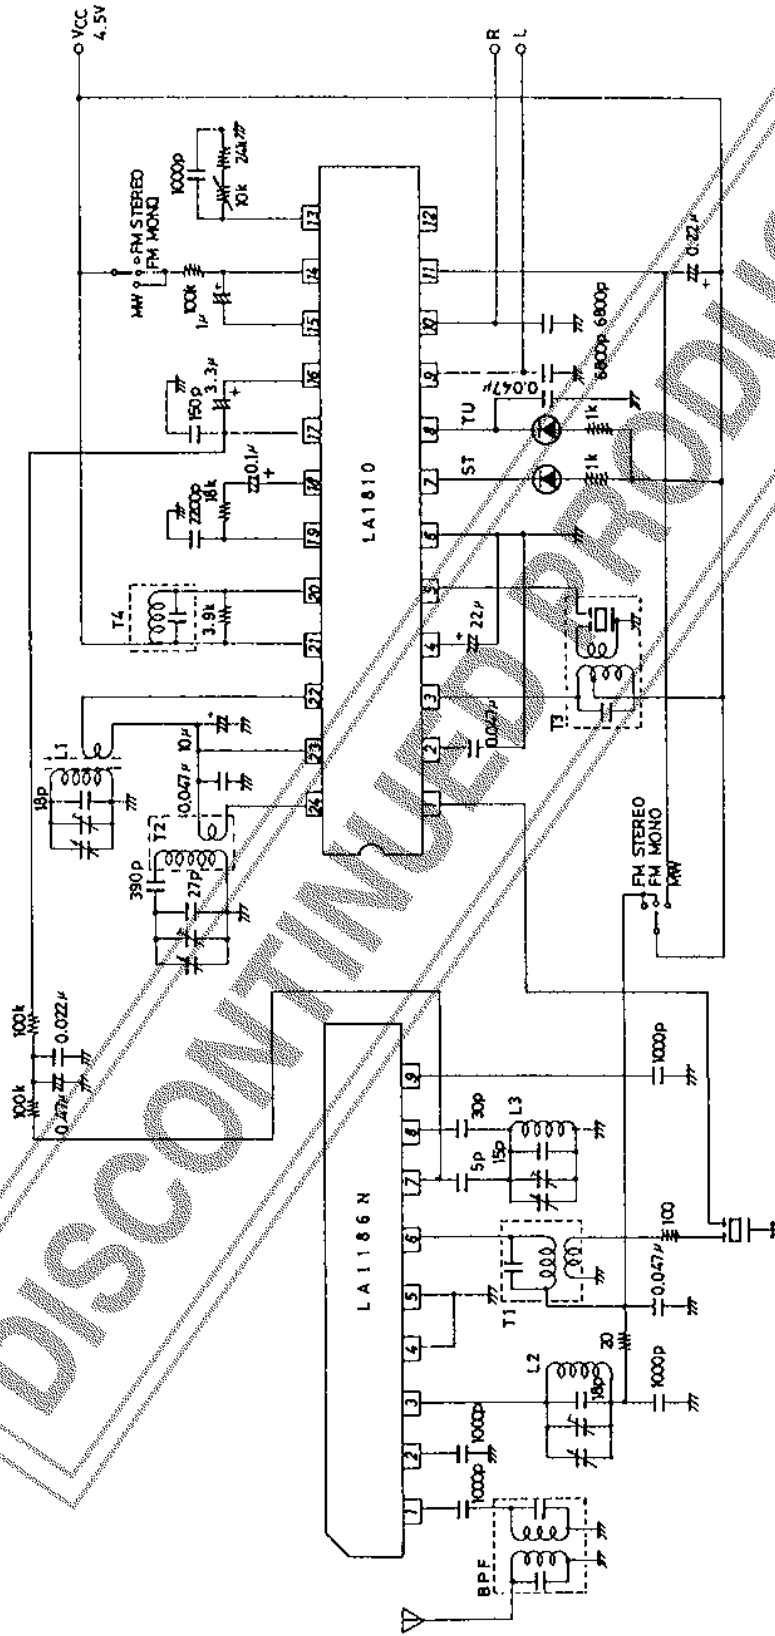 VCC
4.5V
R
L
FM STEREO
FM MONO
MW
100k
1μ
1000p
10k
24k
3.3μ
150p
2200p
18k
0.1μ
T4
3.9k
L1
18p
10μ
0.047μ
T2
390p
27p
100k
0.022μ
100k
0.47μ
24
23
22
21
20
19
18
17
16
15
14
13
LA1810
1
2
3
4
5
6
7
8
9
10
11
12
0.047μ
22μ
T3
ST
TU
0.047μ
1k
1k
6800p
6800p
0.22μ
FM STEREO
FM MONO
MW
LA1186N
1
2
3
4
5
6
7
8
9
1000p
1000p
BPF
L2
18p
20
1000p
T1
0.047μ
100
5p
30p
15p
L3
1000p
DISCONTINUED PRODU